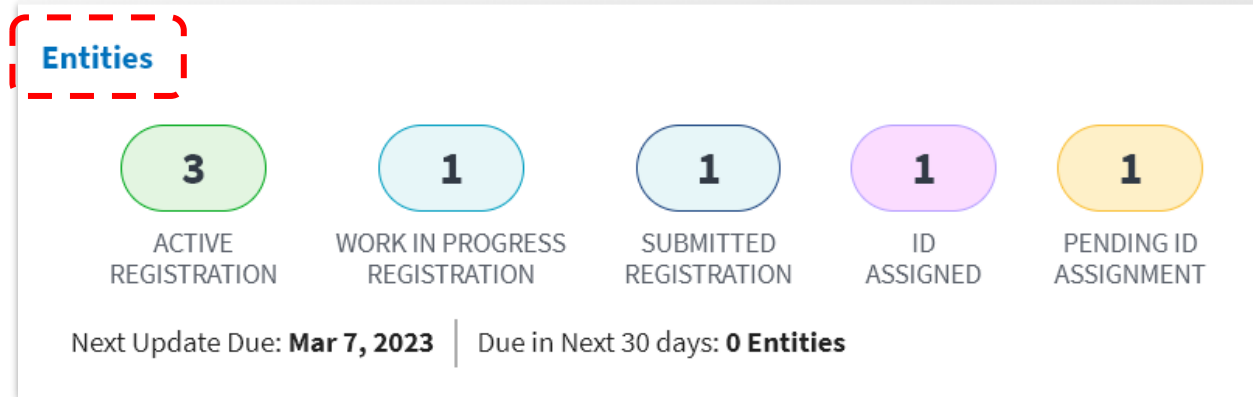 Entities
3
1
1
1
1
ACTIVE
REGISTRATION
WORK IN PROGRESS
REGISTRATION
SUBMITTED
REGISTRATION
ID
ASSIGNED
PENDING ID
ASSIGNMENT
Next Update Due: Mar 7, 2023
Due in Next 30 days: 0 Entities